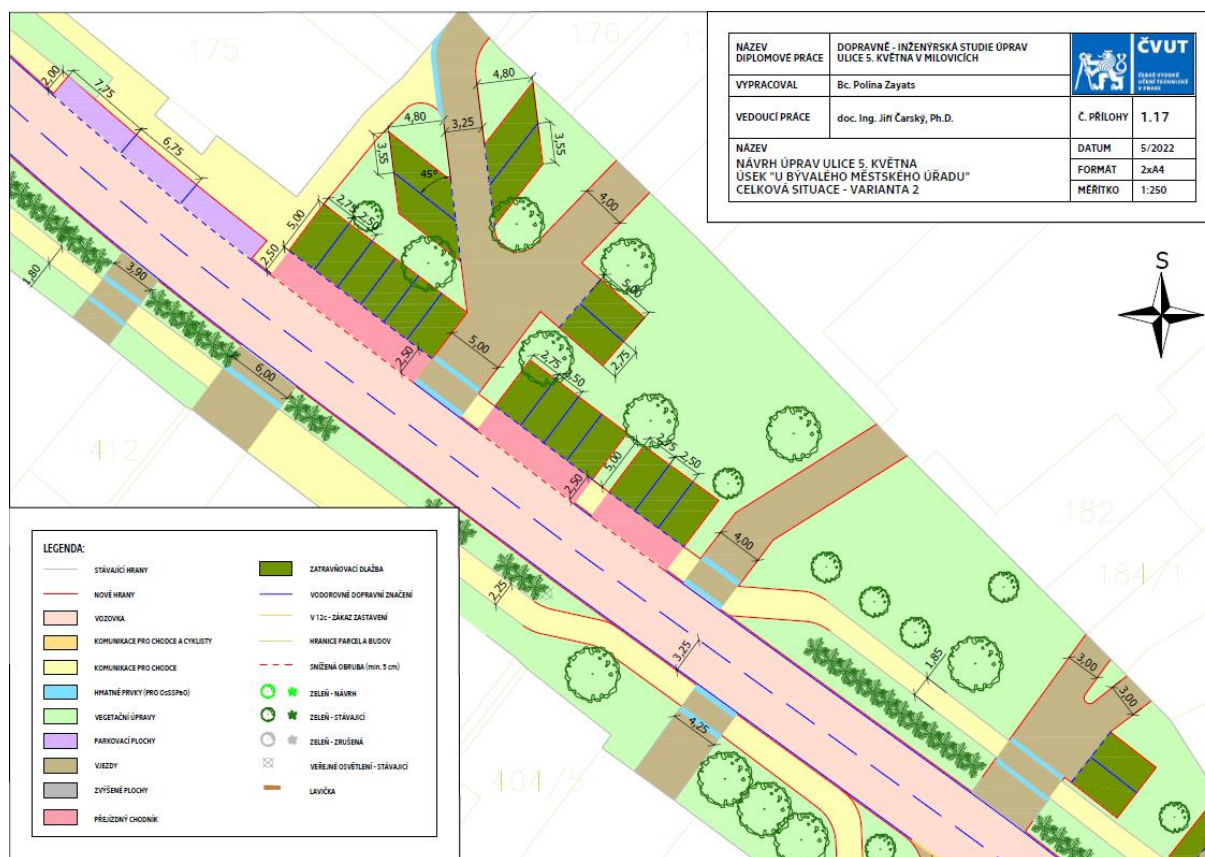 NÁZEV
DIPLOMOVÉ PRÁCE
DOPRAVNĚ - INŽENÝRSKÁ STUDIE ÚPRAV
ULICE 5. KVĚTNA V MILOVICÍCH
VYPRACOVAL
Bc. Polina Zayats
VEDOUCÍ PRÁCE
doc. Ing. Jiří Čarský, Ph.D.
ČVUT
ČESKÉ VYSOKÉ
UČENÍ TECHNICKÉ
V PRAZE
Č. PŘÍLOHY
1.17
NÁZEV
NÁVRH ÚPRAV ULICE 5. KVĚTNA
ÚSEK "U BÝVALÉHO MĚSTSKÉHO ÚŘADU"
CELKOVÁ SITUACE - VARIANTA 2
DATUM
5/2022
FORMÁT
2xA4
MĚŘÍTKO
1:250
S
175
176
2,00
7,75
6,75
4,80
4,80
3,25
3,55
3,55
45°
4,00
5,00
2,75
2,50
2,50
1,80
3,90
6,00
2,50
5,00
5,00
2,75
2,75
2,50
2,75
2,50
5,00
2,50
4,00
412
182
184/1
2,25
3,25
1,85
3,00
3,00
4,25
404/5
LEGENDA:
STÁVAJÍCÍ HRANY
NOVÉ HRANY
VOZOVKA
KOMUNIKACE PRO CHODCE A CYKLISTY
KOMUNIKACE PRO CHODCE
HMATNÉ PRVKY (PRO OsSSPaO)
VEGETAČNÍ ÚPRAVY
PARKOVACÍ PLOCHY
VJEZDY
ZVÝŠENÉ PLOCHY
PŘEJÍZDNÝ CHODNÍK
ZATRAVŇOVACÍ DLAŽBA
VODOROVNÉ DOPRAVNÍ ZNAČENÍ
V 12c - ZÁKAZ ZASTAVENÍ
HRANICE PARCEL A BUDOV
SNÍŽENÁ OBRUBA (min. 5 cm)
ZELEŇ - NÁVRH
ZELEŇ - STÁVAJICÍ
ZELEŇ - ZRUŠENÁ
VEŘEJNÉ OSVĚTLENÍ - STÁVAJICÍ
LAVIČKA